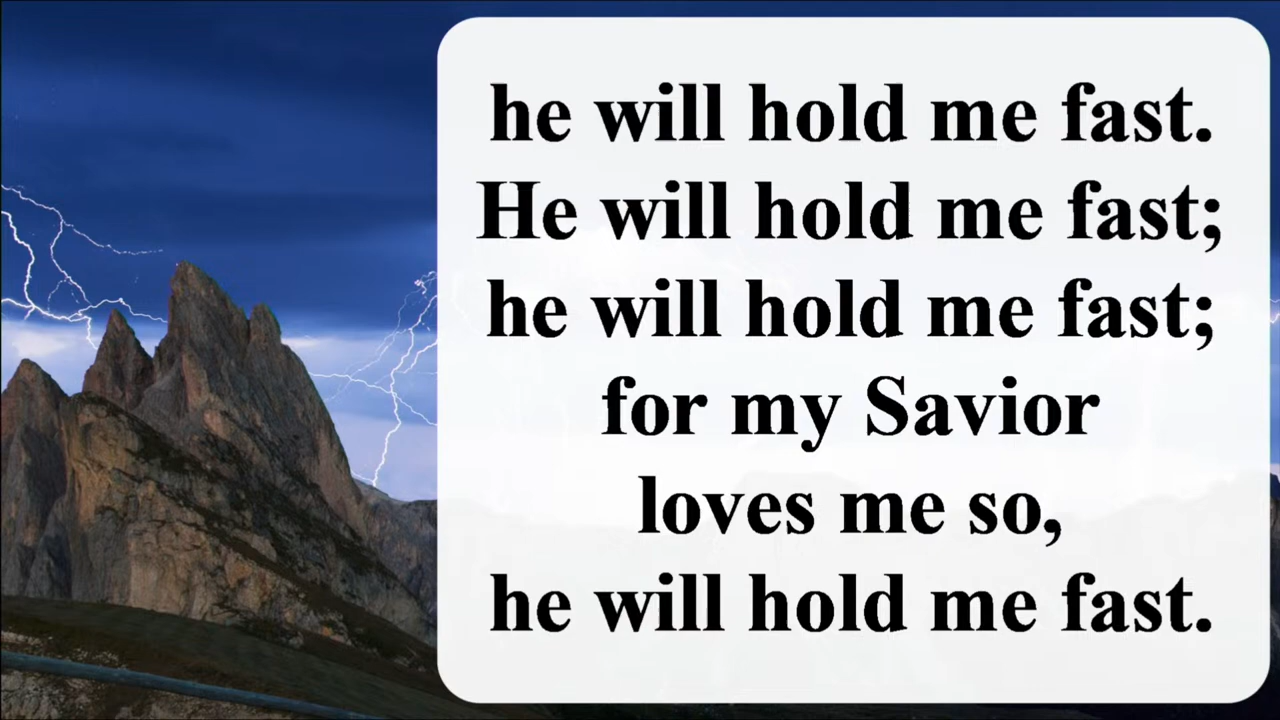 he will hold me fast.
He will hold me fast;
he will hold me fast;
for my Savior
loves me so,
he will hold me fast.